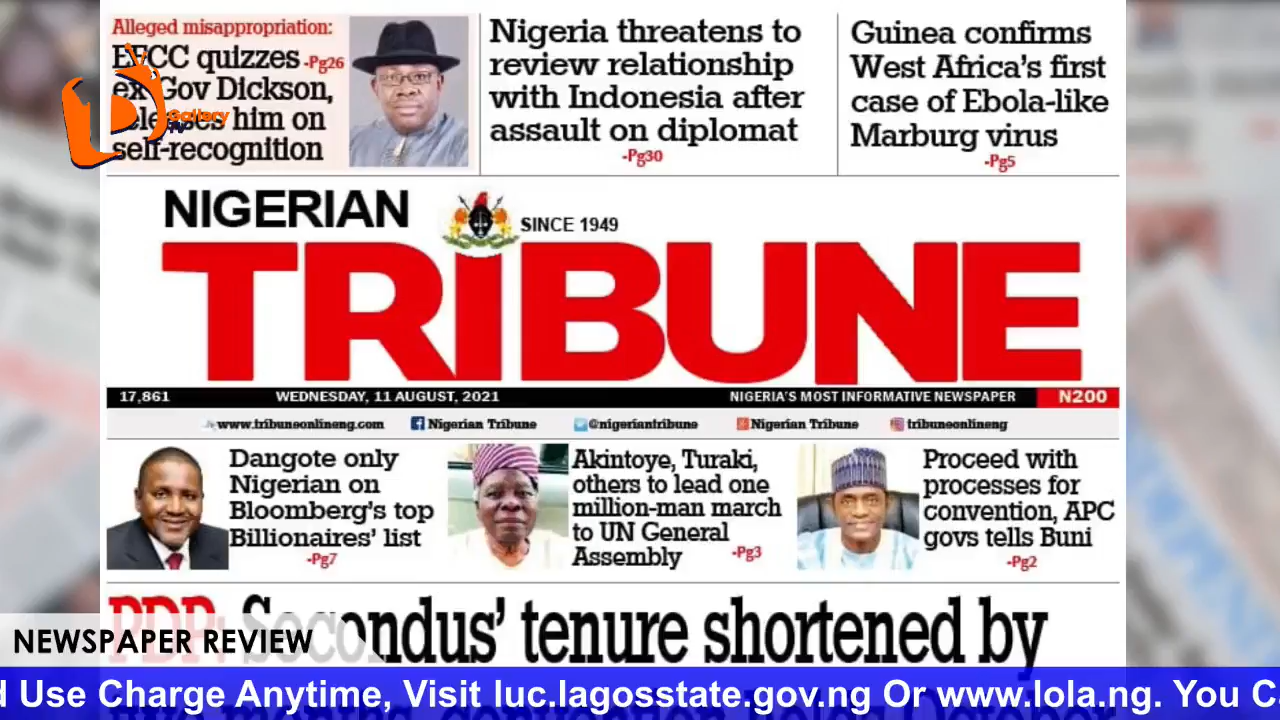 Alleged misappropriation:
EFCC quizzes -Pg26
ex-Gov Dickson,
releases him on
self-recognition
Nigeria threatens to
review relationship
with Indonesia after
assault on diplomat
-Pg30
Guinea confirms
West Africa's first
case of Ebola-like
Marburg virus
-Pg5
Gallery
TV
NIGERIAN
SINCE 1949
TRIBUNE
17,861 WEDNESDAY, 11 AUGUST, 2021 NIGERIA'S MOST INFORMATIVE NEWSPAPER N200
www.tribuneonlineng.com Nigerian Tribune @nigeriantribune Nigerian Tribune tribuneonlineng
Dangote only
Nigerian on
Bloomberg's top
Billionaires' list
-Pg7
Akintoye, Turaki,
others to lead one
million-man march
to UN General
Assembly -Pg3
Proceed with
processes for
convention, APC
govs tells Buni
-Pg2
PDP: Secondus' tenure shortened by
NEWSPAPER REVIEW
Use Charge Anytime, Visit luc.lagosstate.gov.ng Or www.lola.ng. You C